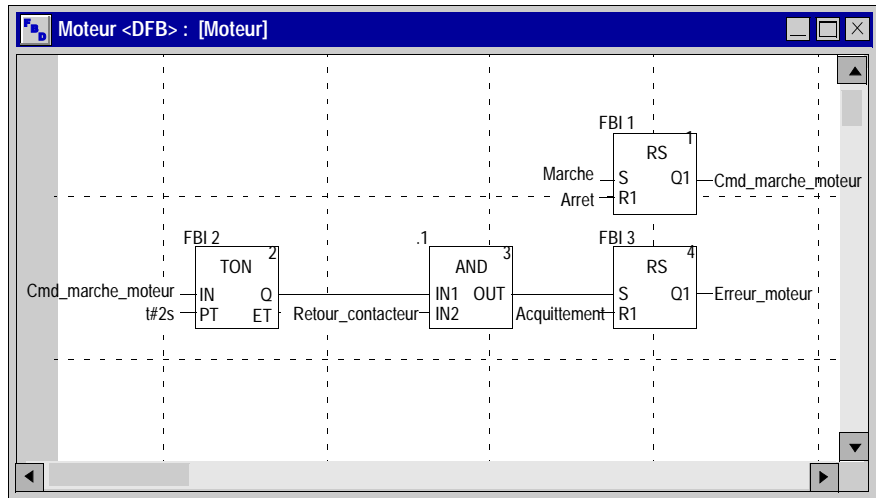 FBD
Moteur <DFB> : [Moteur]
FBI 1
1
RS
Marche
S Q1
Cmd_marche_moteur
Arret
R1
FBI 2
2
TON
.1
3
AND
FBI 3
4
RS
Cmd_marche_moteur
IN Q
IN1 OUT
S Q1
Erreur_moteur
t#2s
PT ET
Retour_contacteur
IN2
Acquittement
R1